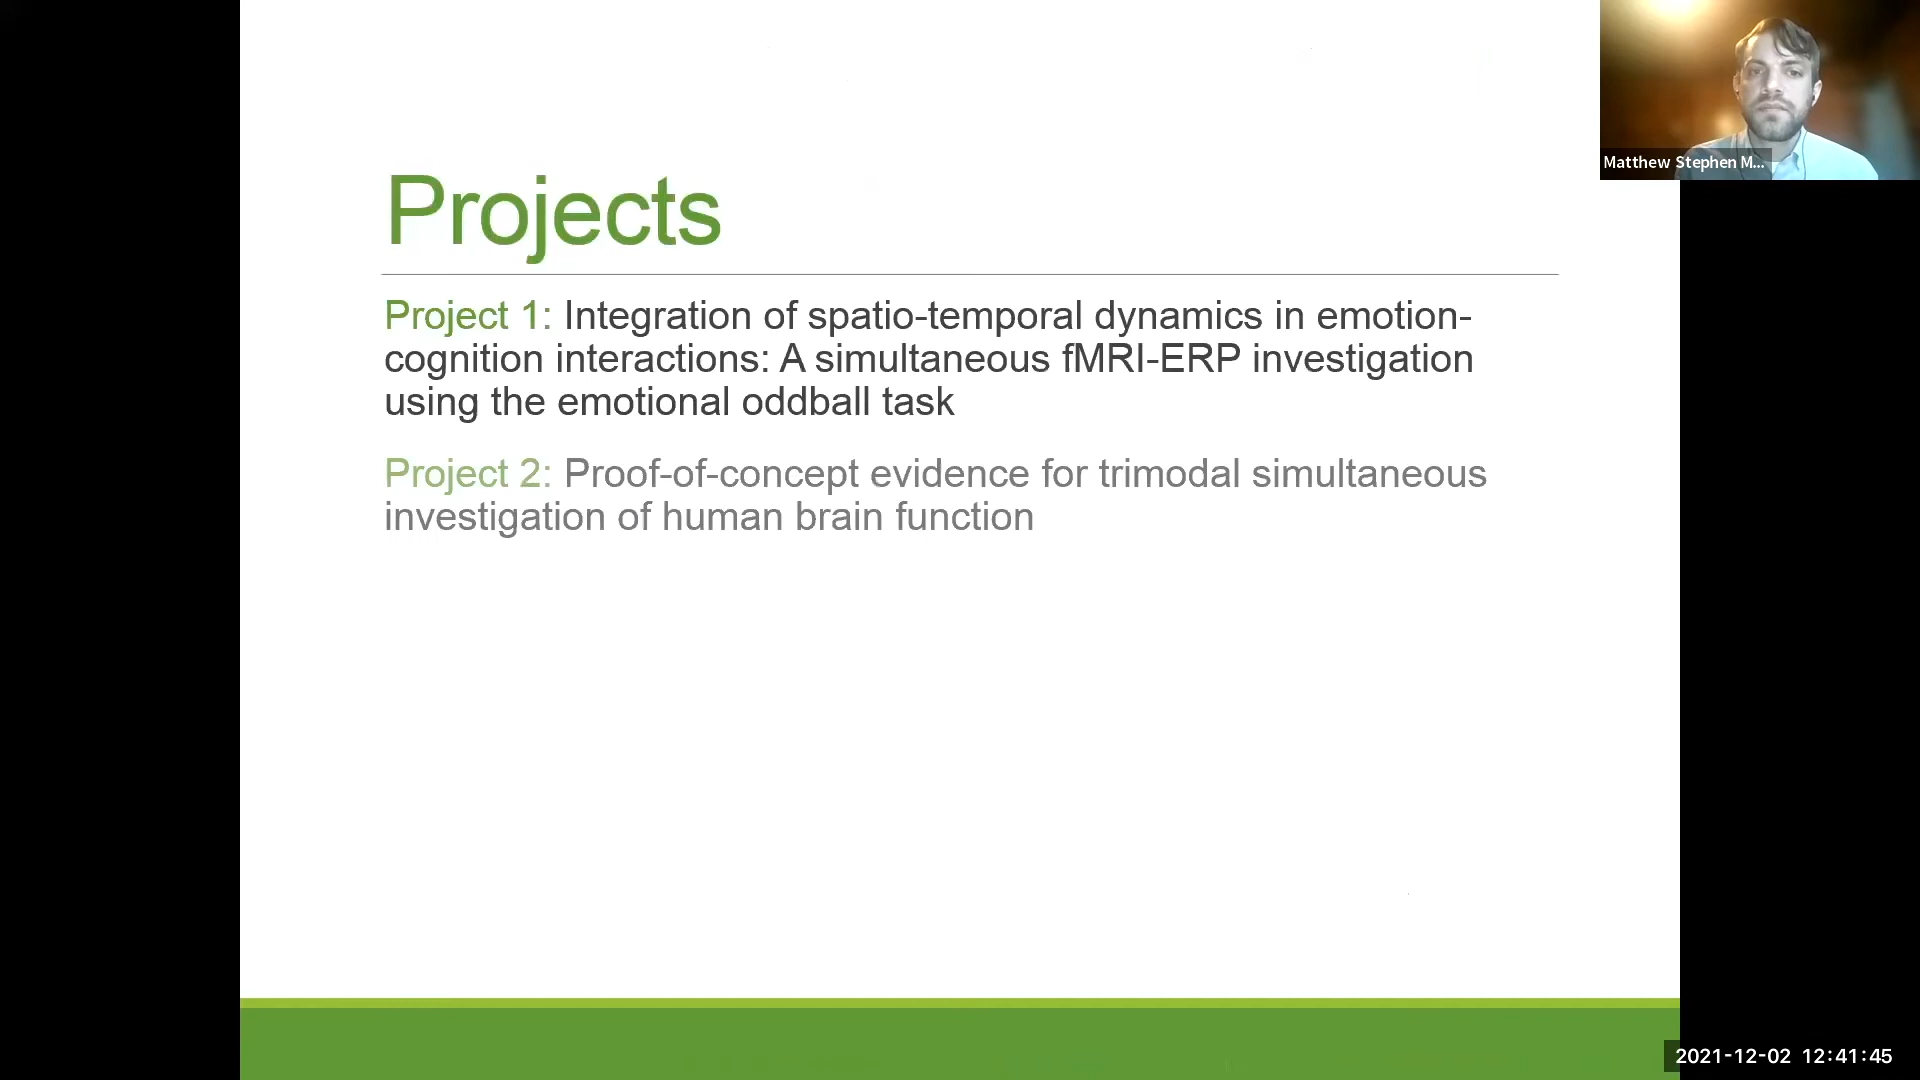 Matthew Stephen M...
Projects
Project 1: Integration of spatio-temporal dynamics in emotion-
cognition interactions: A simultaneous fMRI-ERP investigation
using the emotional oddball task
Project 2: Proof-of-concept evidence for trimodal simultaneous
investigation of human brain function
2021-12-02 12:41:45